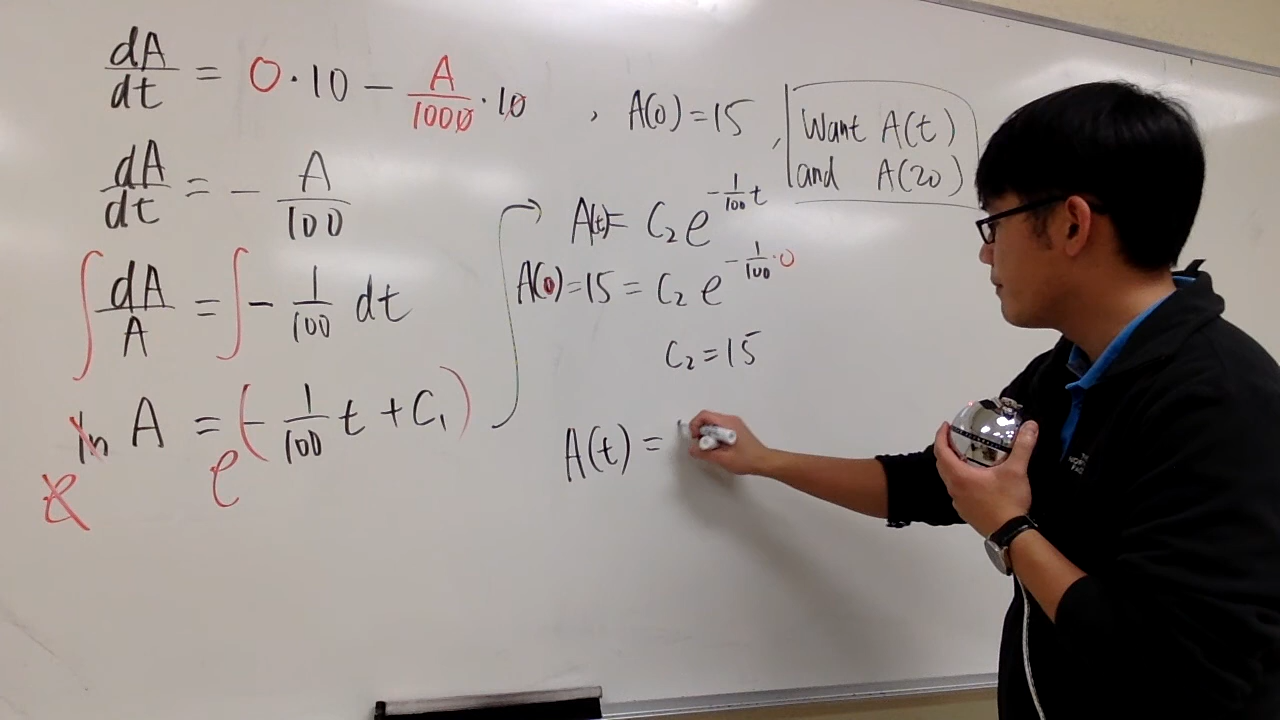 dA/dt = 0 · 10 − A/1000 · 10 , A(0) = 15 ,
Want A(t)
and A(20)
dA/dt = − A/100
∫ dA/A = ∫ − 1/100 dt
ln A = (− 1/100 t + C₁)
e e
A(t) = C₂ e^(− 1/100 t)
A(0) = 15 = C₂ e^(− 1/100 · 0)
C₂ = 15
A(t) =